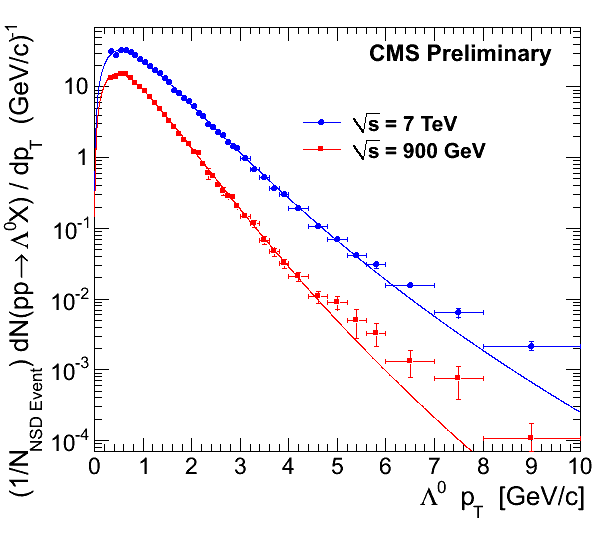 CMS Preliminary
√s = 7 TeV
√s = 900 GeV
(1/N_NSD Event) dN(pp→Λ⁰X) / dp_T (GeV/c)⁻¹
10
1
10⁻¹
10⁻²
10⁻³
10⁻⁴
0 1 2 3 4 5 6 7 8 9 10
Λ⁰ p_T [GeV/c]